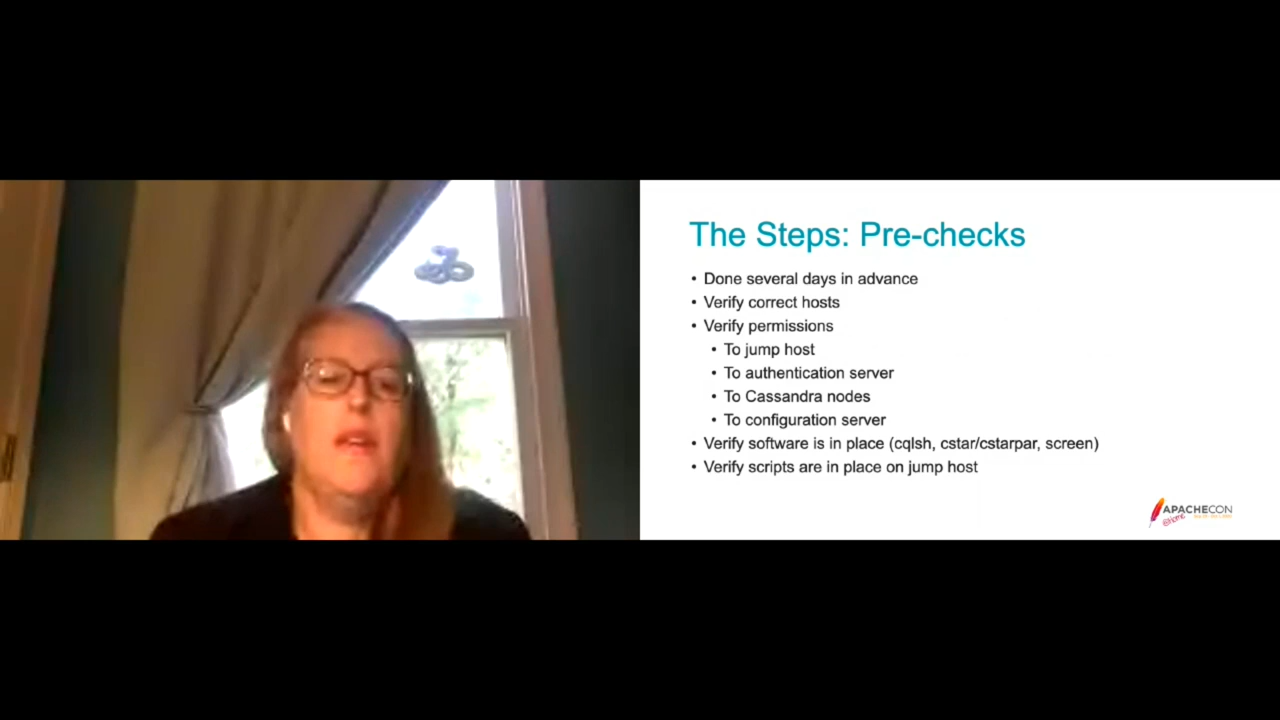 The Steps: Pre-checks
• Done several days in advance
• Verify correct hosts
• Verify permissions
• To jump host
• To authentication server
• To Cassandra nodes
• To configuration server
• Verify software is in place (cqlsh, cstar/cstarpar, screen)
• Verify scripts are in place on jump host
APACHECON
@Home